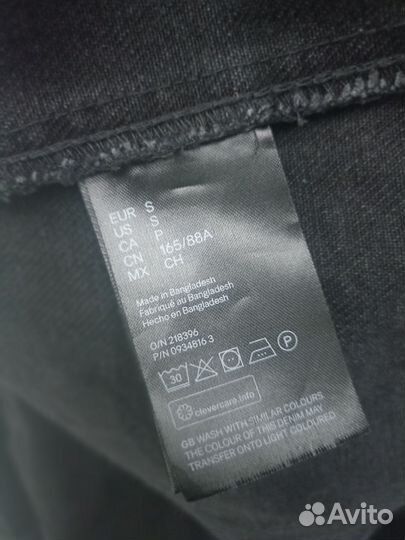 EUR S
US S
CA P
CN 165/88A
MX CH
Made in Bangladesh
Fabriqué au Bangladesh
Hecho en Bangladesh
O/N 218396
P/N 0934816 3
30 P
clevercare.info
GB WASH WITH SIMILAR COLOURS
THE COLOUR OF THIS DENIM MAY
TRANSFER ONTO LIGHT COLOURED
Avito